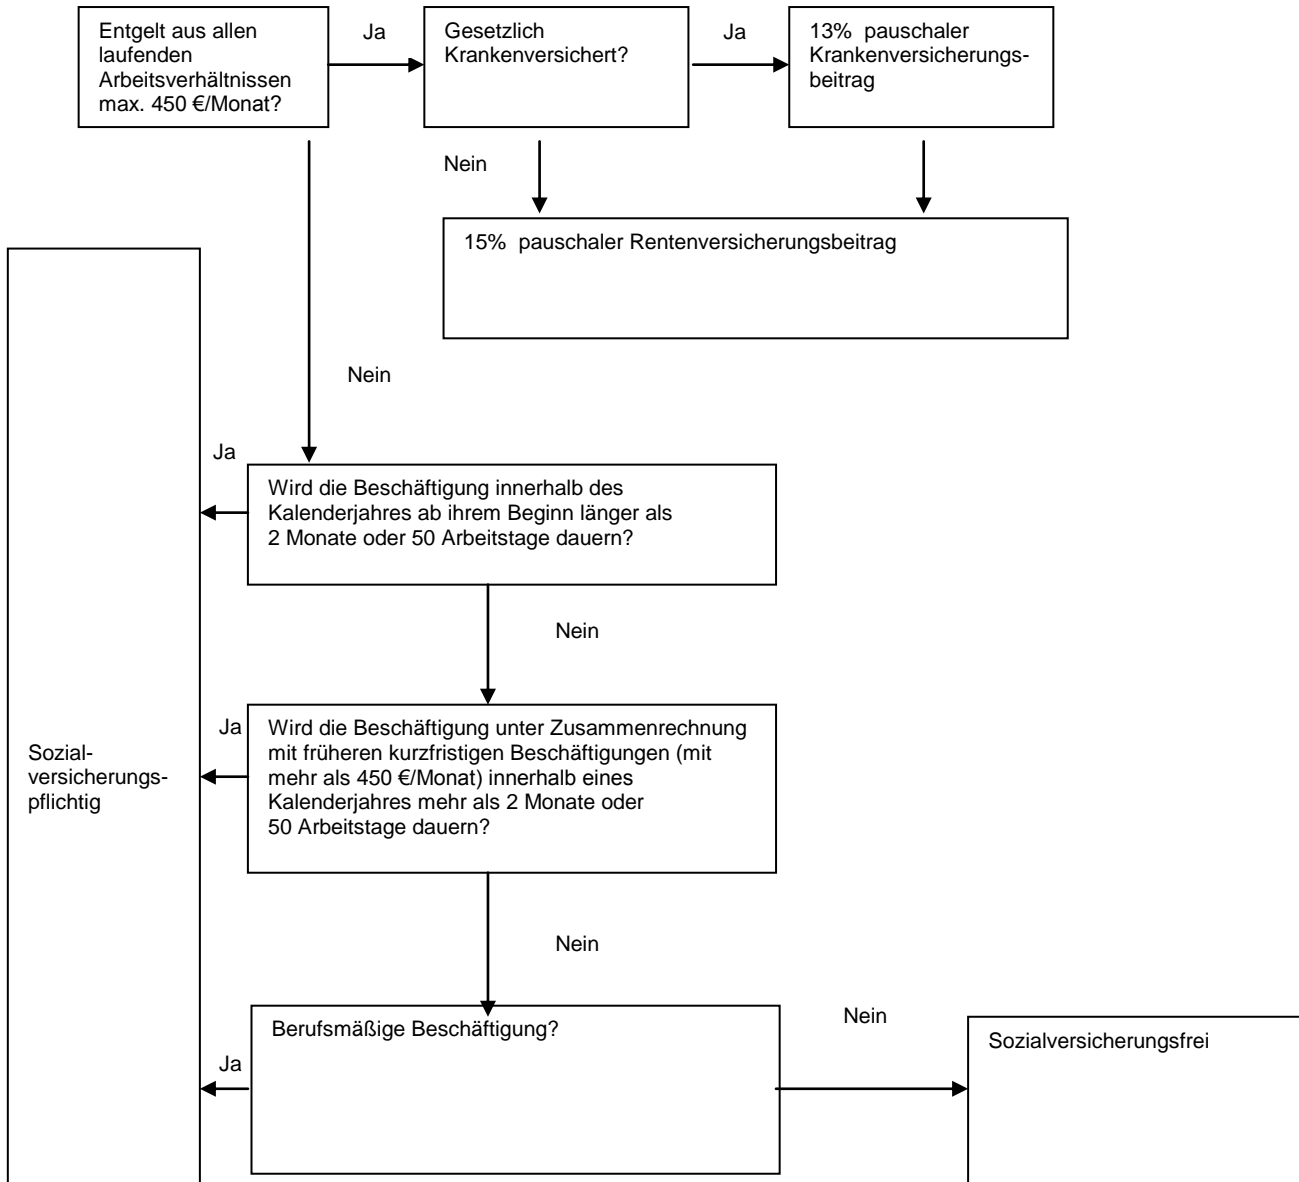 Entgelt aus allen
laufenden
Arbeitsverhältnissen
max. 450 €/Monat?
Ja
Gesetzlich
Krankenversichert?
Ja
13% pauschaler
Krankenversicherungs-
beitrag
Nein
15% pauschaler Rentenversicherungsbeitrag
Nein
Ja
Wird die Beschäftigung innerhalb des
Kalenderjahres ab ihrem Beginn länger als
2 Monate oder 50 Arbeitstage dauern?
Nein
Ja
Wird die Beschäftigung unter Zusammenrechnung
mit früheren kurzfristigen Beschäftigungen (mit
mehr als 450 €/Monat) innerhalb eines
Kalenderjahres mehr als 2 Monate oder
50 Arbeitstage dauern?
Sozial-
versicherungs-
pflichtig
Nein
Berufsmäßige Beschäftigung?
Nein
Sozialversicherungsfrei
Ja